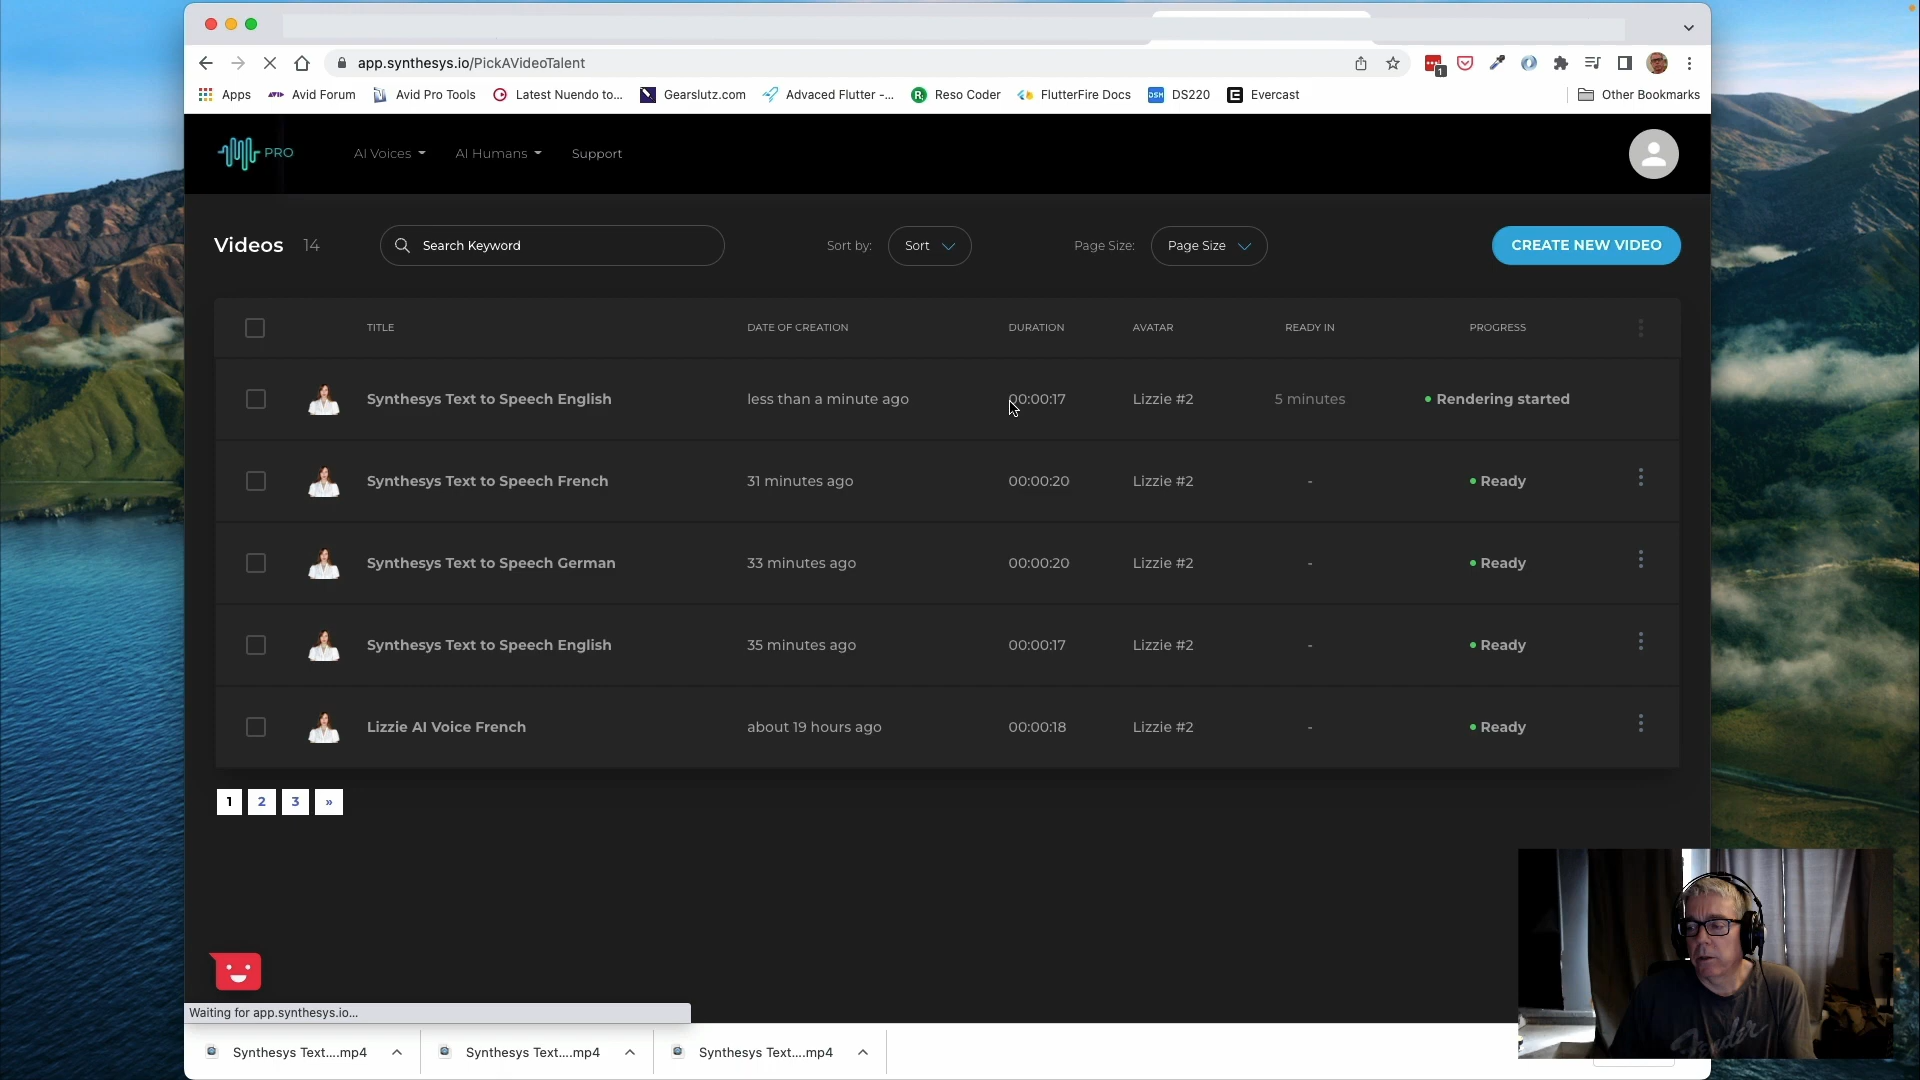 app.synthesys.io/PickAVideoTalent
1
Apps
Avid Forum
Avid Pro Tools
Latest Nuendo to...
Gearslutz.com
Advaced Flutter -...
Reso Coder
FlutterFire Docs
DSM
DS220
Evercast
Other Bookmarks
PRO
AI Voices
AI Humans
Support
Videos 14
Search Keyword
Sort by:
Sort
Page Size:
Page Size
CREATE NEW VIDEO
TITLE DATE OF CREATION DURATION AVATAR READY IN PROGRESS
Synthesys Text to Speech English less than a minute ago 00:00:17 Lizzie #2 5 minutes Rendering started
Synthesys Text to Speech French 31 minutes ago 00:00:20 Lizzie #2 - Ready
Synthesys Text to Speech German 33 minutes ago 00:00:20 Lizzie #2 - Ready
Synthesys Text to Speech English 35 minutes ago 00:00:17 Lizzie #2 - Ready
Lizzie AI Voice French about 19 hours ago 00:00:18 Lizzie #2 - Ready
1 2 3 »
Fender
Waiting for app.synthesys.io...
Synthesys Text....mp4
Synthesys Text....mp4
Synthesys Text....mp4